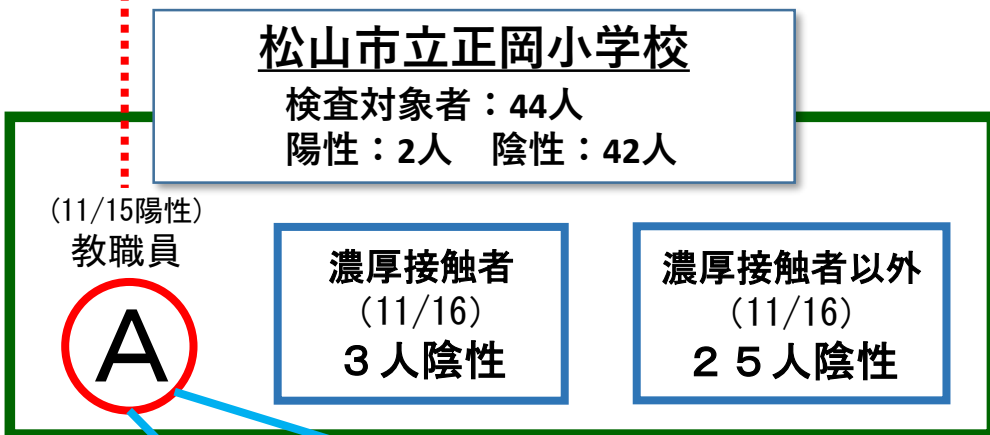 松山市立正岡小学校
検査対象者：44人
陽性：2人　陰性：42人
(11/15陽性)
教職員
A
濃厚接触者
(11/16)
３人陰性
濃厚接触者以外
(11/16)
２５人陰性